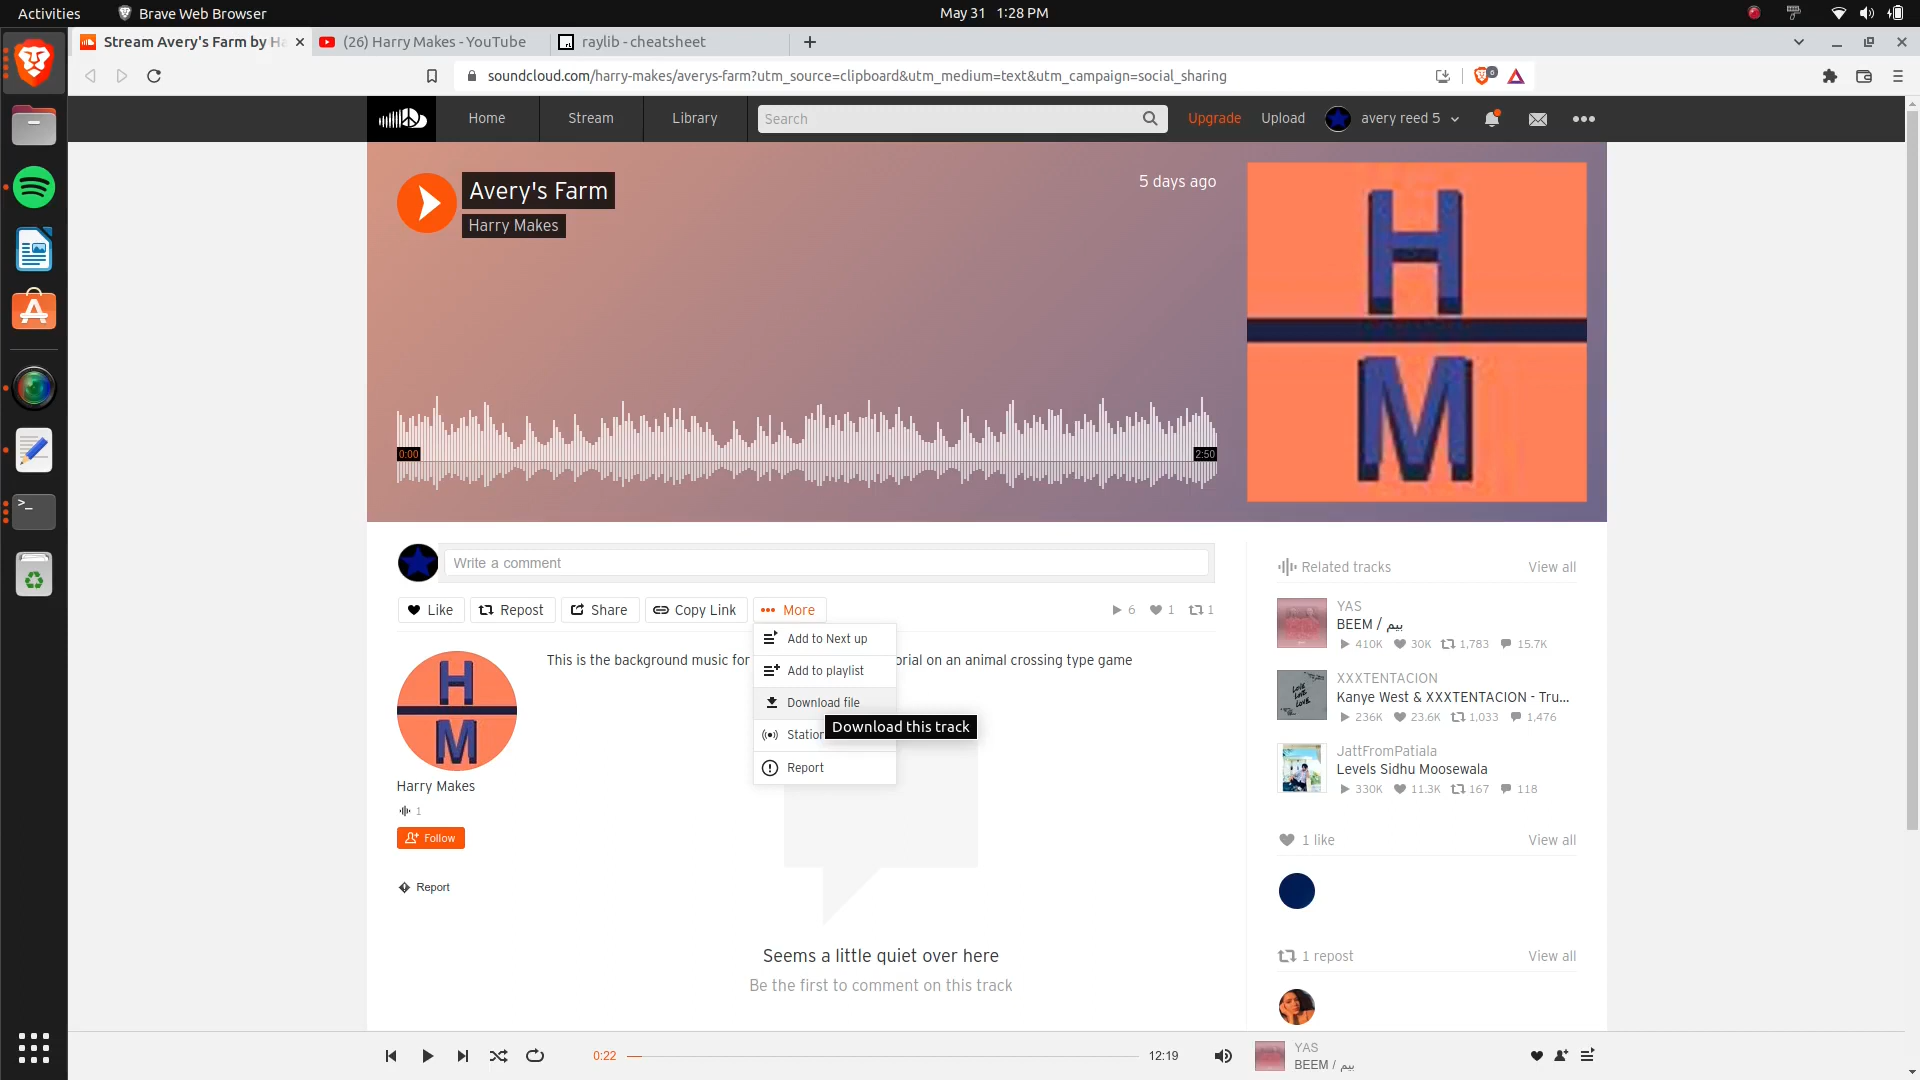 Activities
Brave Web Browser
May 31 1:28 PM
Stream Avery's Farm by Ha
(26) Harry Makes - YouTube
raylib - cheatsheet
soundcloud.com/harry-makes/averys-farm?utm_source=clipboard&utm_medium=text&utm_campaign=social_sharing
6
Home
Stream
Library
Search
Upgrade
Upload
avery reed 5
Avery's Farm
Harry Makes
5 days ago
H
M
0:00
2:50
Write a comment
Like
Repost
Share
Copy Link
More
6
1
1
Add to Next up
Add to playlist
Download file
Station
Download this track
Report
This is the background music for
orial on an animal crossing type game
H
M
Harry Makes
1
Follow
Report
Seems a little quiet over here
Be the first to comment on this track
Related tracks
View all
YAS
BEEM / بيم
410K 30K 1,783 15.7K
XXXTENTACION
Kanye West & XXXTENTACION - Tru...
236K 23.6K 1,033 1,476
JattFromPatiala
Levels Sidhu Moosewala
330K 11.3K 167 118
1 like
View all
1 repost
View all
0:22
12:19
YAS
BEEM / بيم